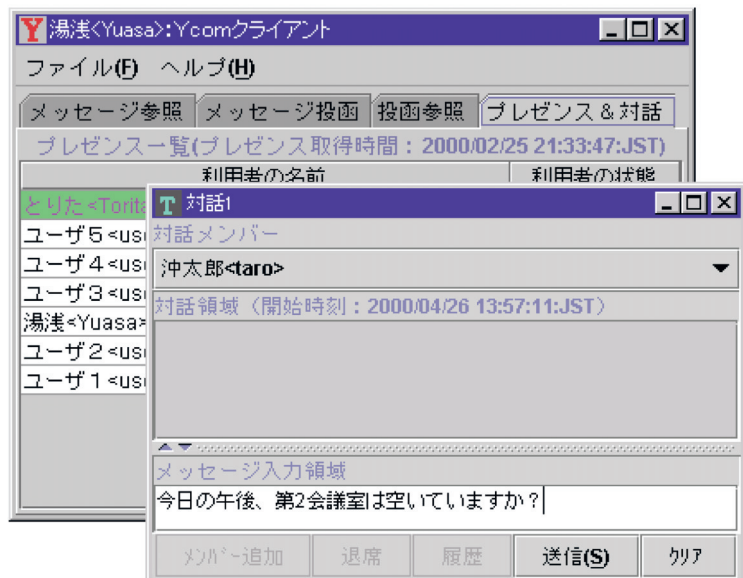 Y 湯浅<Yuasa>:Ycomクライアント
ファイル(F) ヘルプ(H)
メッセージ参照 メッセージ投函 投函参照 プレゼンス&対話
プレゼンス一覧(プレゼンス取得時間:2000/02/25 21:33:47:JST)
利用者の名前 利用者の状態
とりた<Torita
ユーザ5<us
ユーザ4<us
ユーザ3<us
湯浅<Yuasa>
ユーザ2<us
ユーザ1<us
T 対話1
対話メンバー
沖太郎<taro>
対話領域(開始時刻:2000/04/26 13:57:11:JST)
メッセージ入力領域
今日の午後、第2会議室は空いていますか?
メンバー追加 退席 履歴 送信(S) クリア